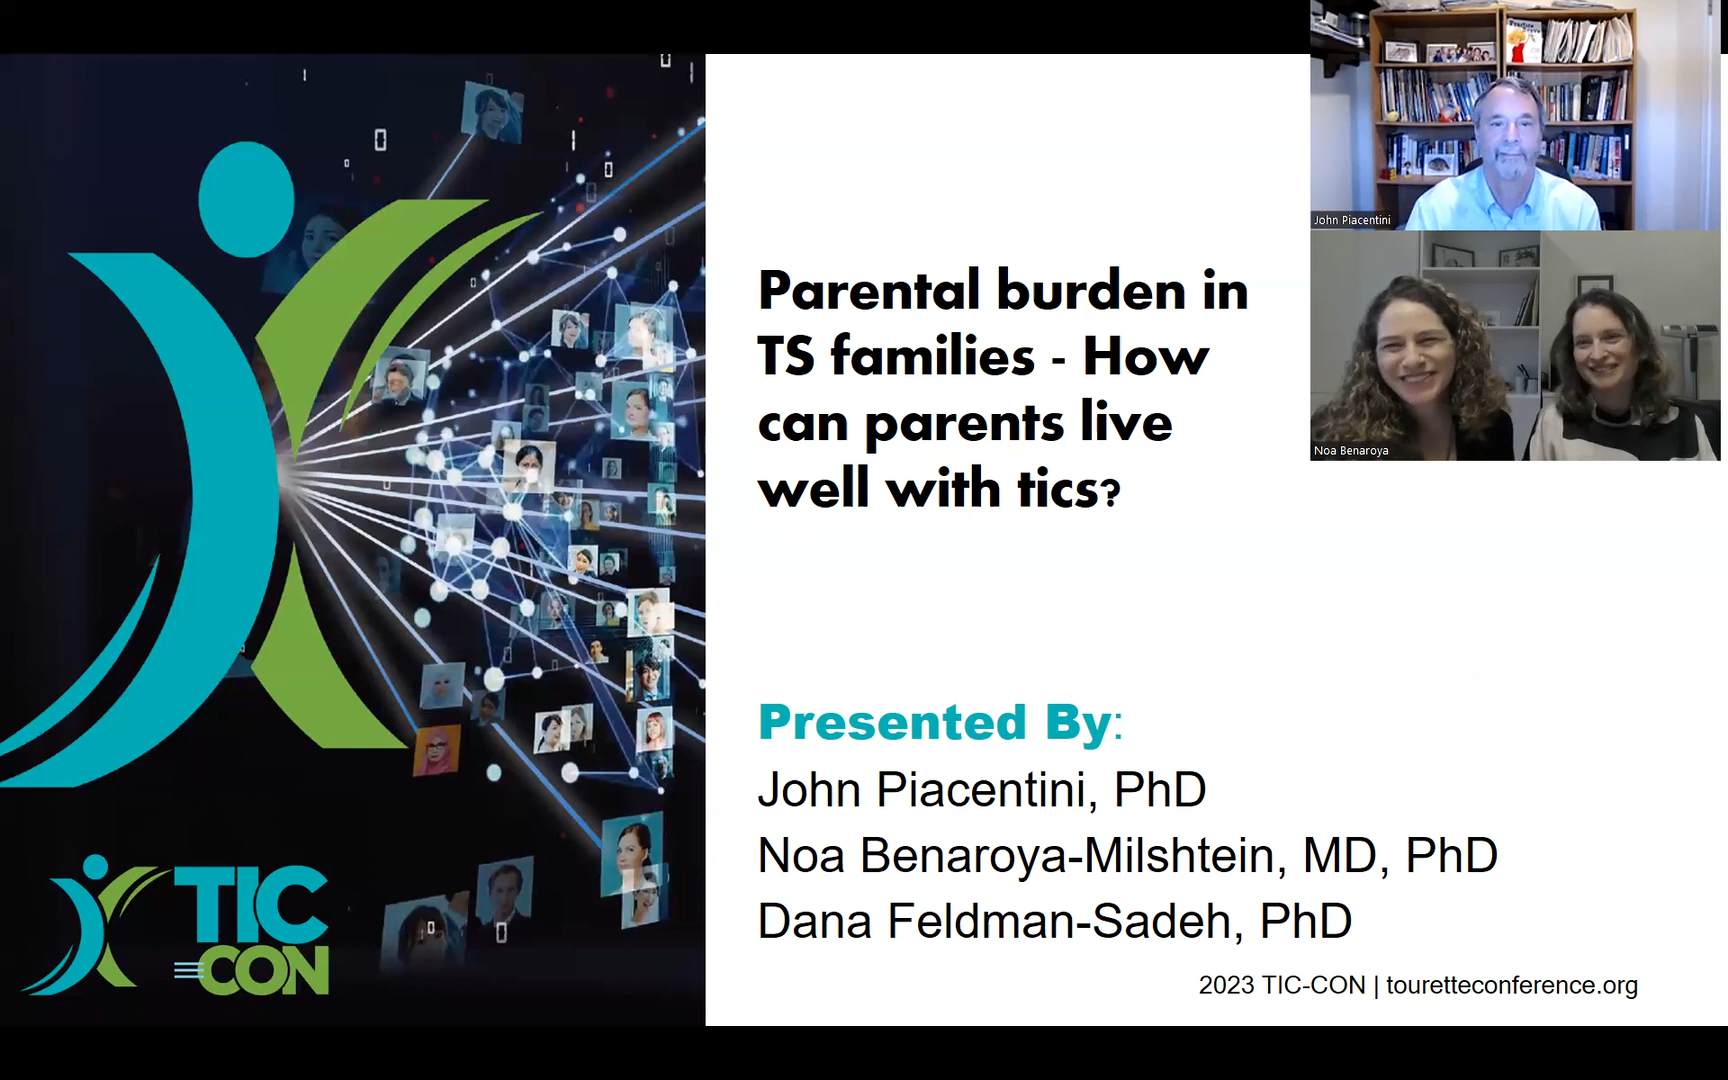 Parental burden in
TS families - How
can parents live
well with tics?
Presented By:
John Piacentini, PhD
Noa Benaroya-Milshtein, MD, PhD
Dana Feldman-Sadeh, PhD
2023 TIC-CON | touretteconference.org
TIC
CON
John Piacentini
Noa Benaroya